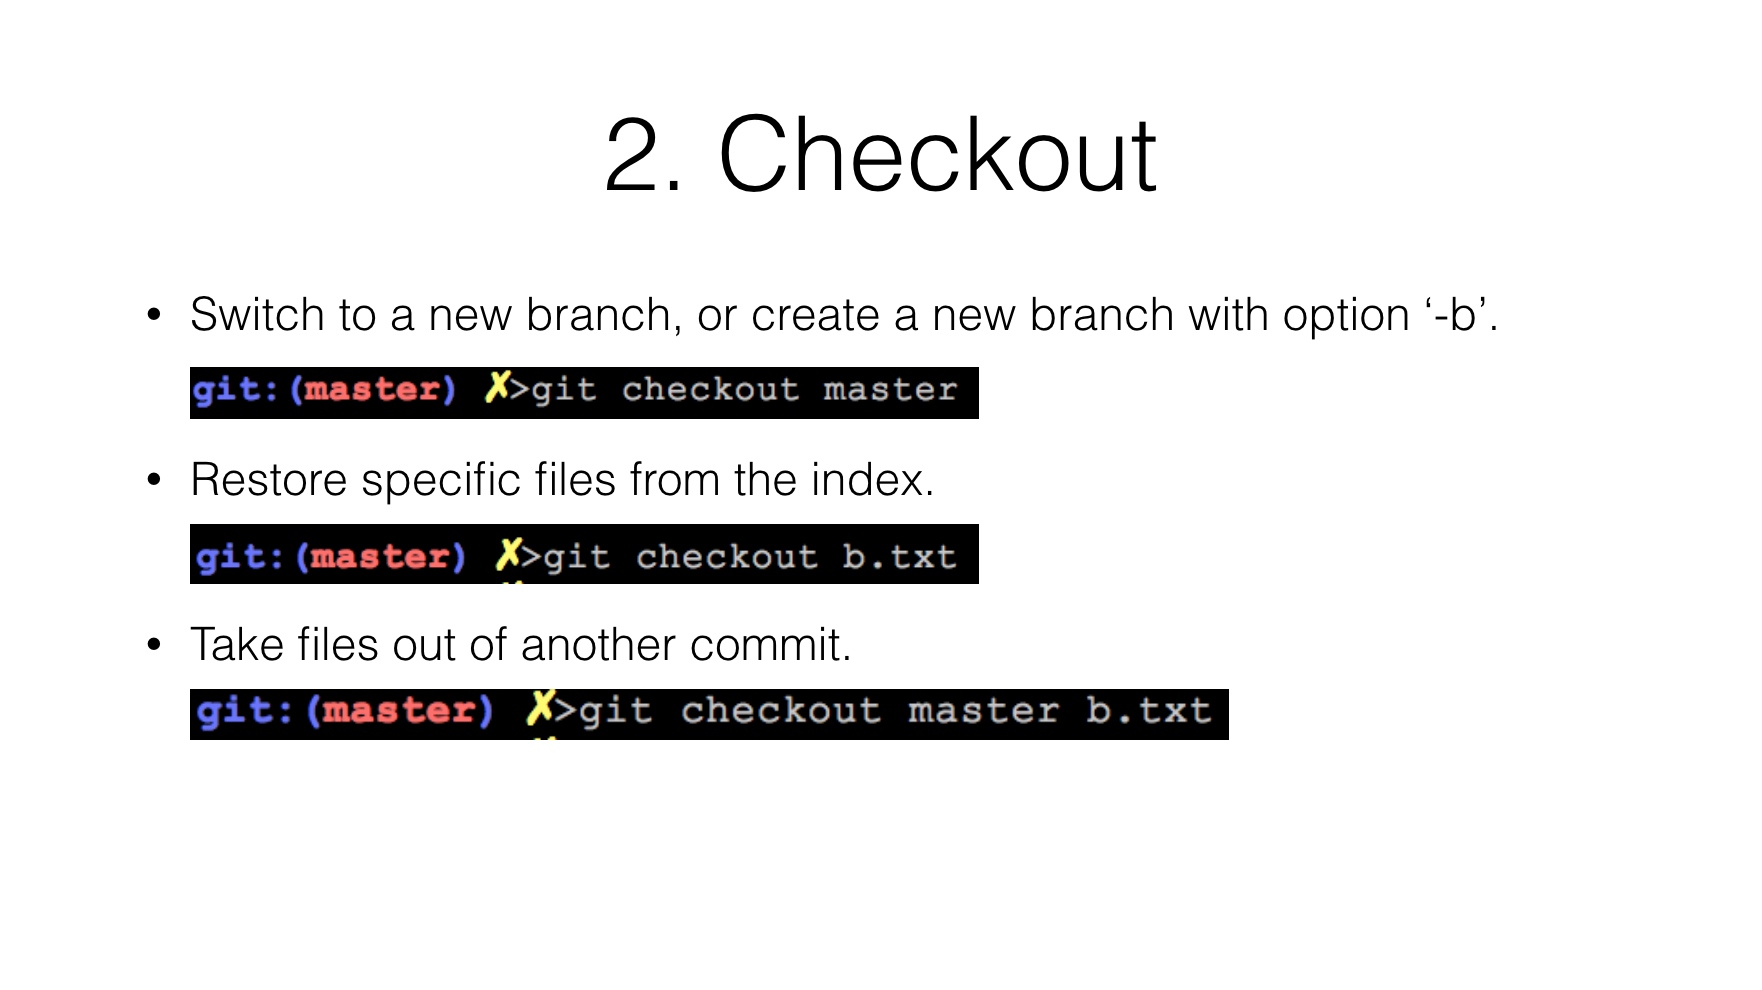 2. Checkout
• Switch to a new branch, or create a new branch with option ‘-b’.
git:(master) ✗>git checkout master
• Restore specific files from the index.
git:(master) ✗>git checkout b.txt
• Take files out of another commit.
git:(master) ✗>git checkout master b.txt